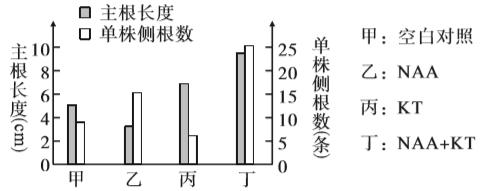 主根长度
单株侧根数
主根长度(cm)
10
8
6
4
2
0
甲 乙 丙 丁
25
20
15
10
5
0
单株侧根数(条)
甲：空白对照
乙：NAA
丙：KT
丁：NAA+KT